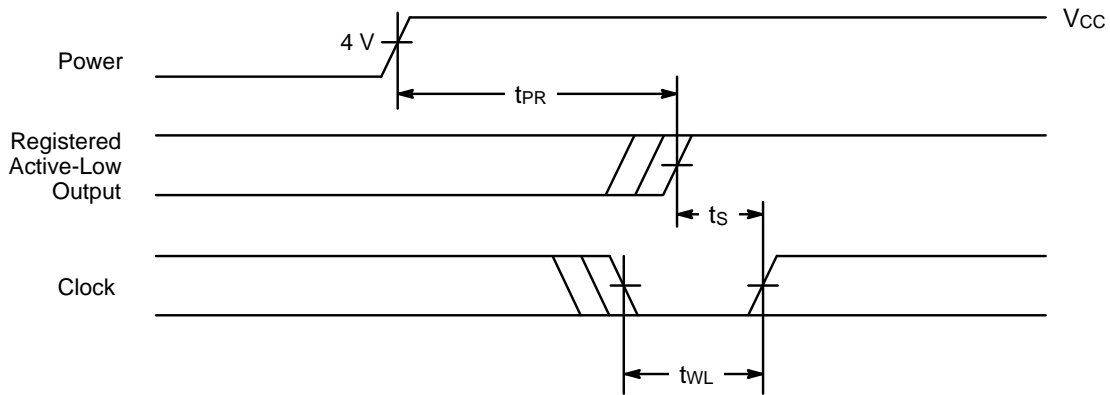 VCC
4 V
Power
tPR
Registered
Active-Low
Output
tS
Clock
tWL